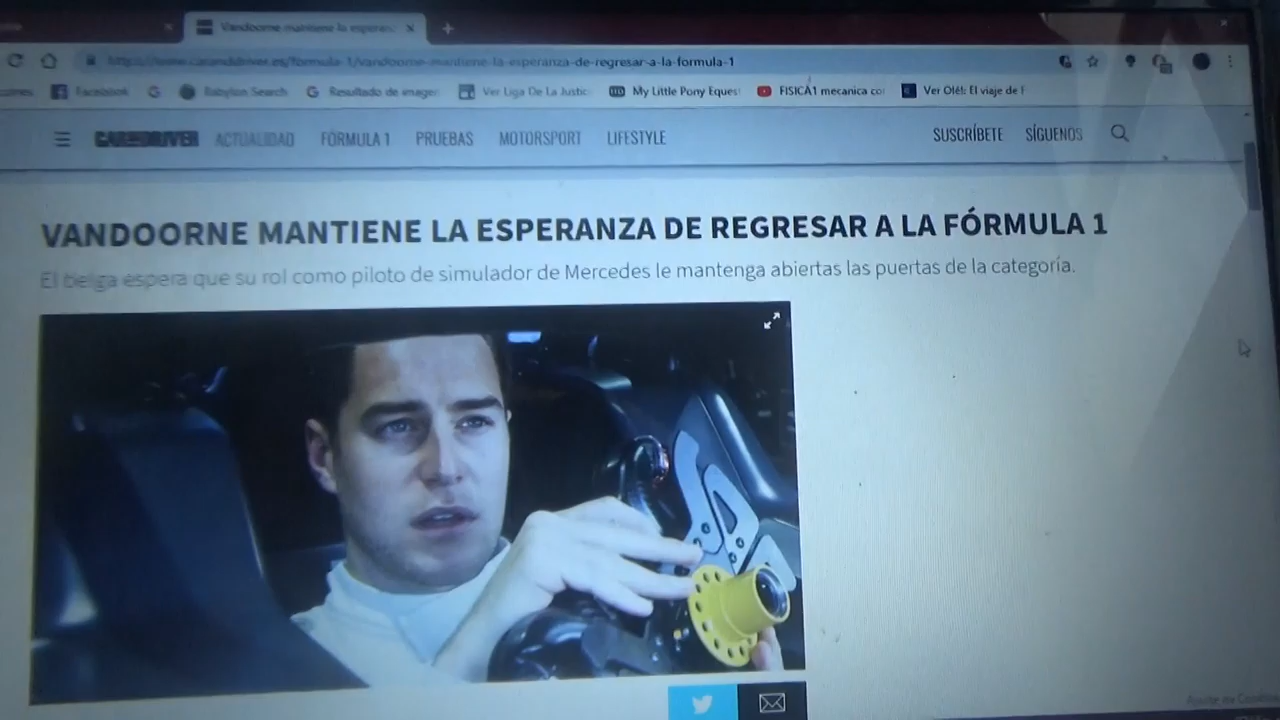 Vandoorne mantiene la esperan
https://www.caranddriver.es/formula-1/vandoorne-mantiene-la-esperanza-de-regresar-a-la-formula-1
Facebook Babylon Search Resultado de imagen Ver Liga De La Justic My Little Pony Eques FISICA1 mecanica co Ver Olé!: El viaje de F
CAR AND DRIVER ACTUALIDAD FÓRMULA 1 PRUEBAS MOTORSPORT LIFESTYLE SUSCRÍBETE SÍGUENOS
VANDOORNE MANTIENE LA ESPERANZA DE REGRESAR A LA FÓRMULA 1
El belga espera que su rol como piloto de simulador de Mercedes le mantenga abiertas las puertas de la categoría.